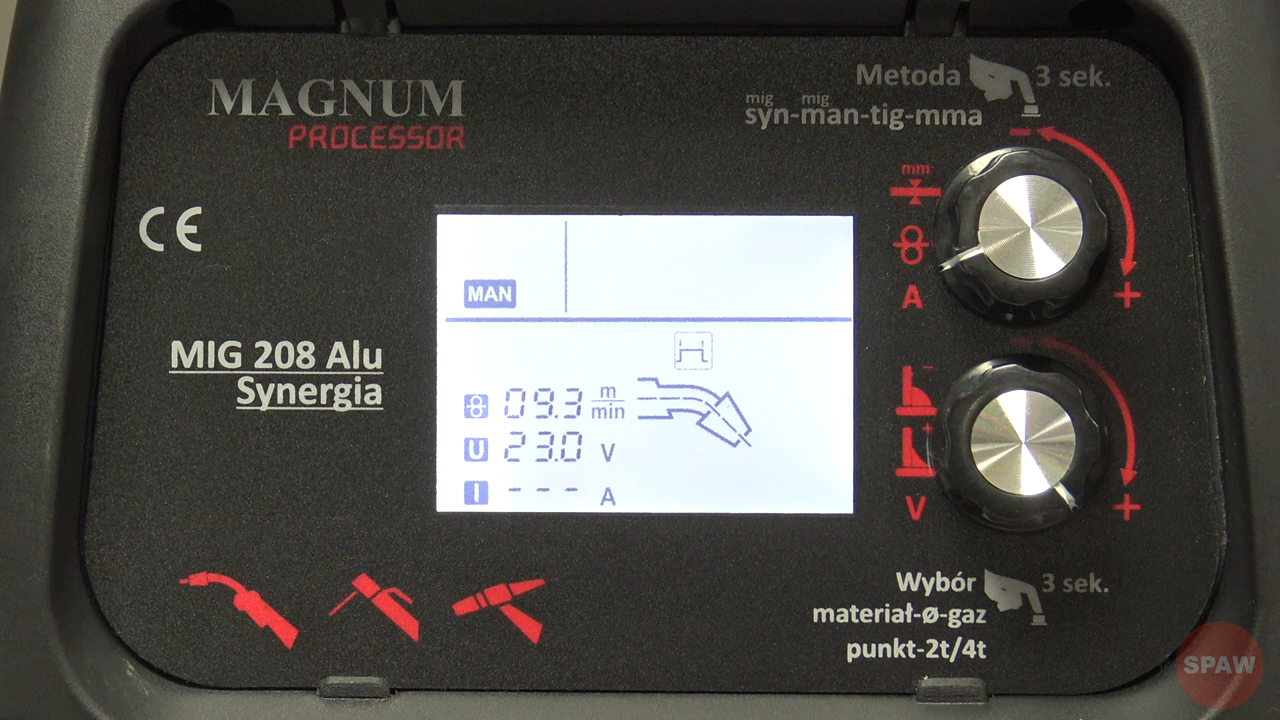 MAGNUM
PROCESSOR
CE
MIG 208 Alu
Synergia
Metoda 3 sek.
mig mig
syn-man-tig-mma
mm
A
V
MAN
09.3 m/min
U 23.0 V
I --- A
Wybór 3 sek.
materiał-ø-gaz
punkt-2t/4t
SPAW